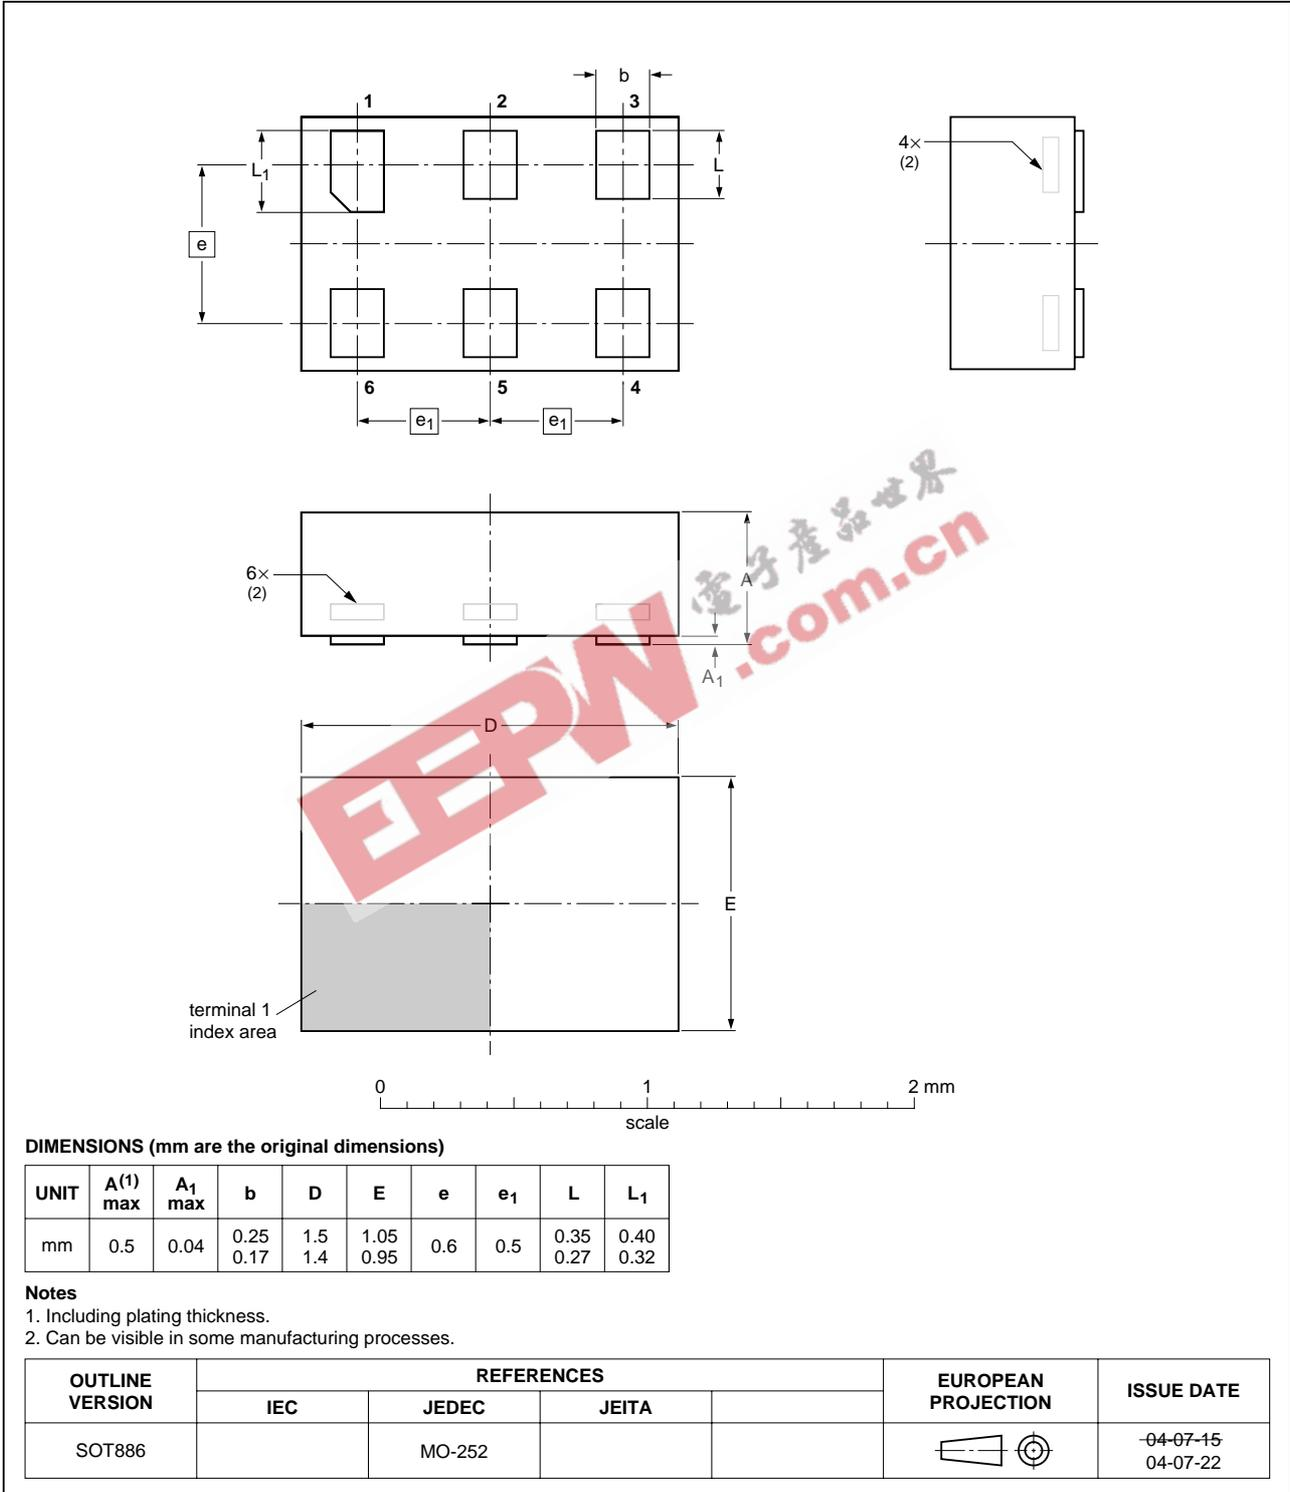 b
1 2 3
L1
L
4×
(2)
e
6 5 4
e1 e1
6×
(2)
A
A1
電子產品世界
EEPW.com.cn
D
E
terminal 1
index area
0 1 2 mm
scale
DIMENSIONS (mm are the original dimensions)
UNIT A(1) max A1 max b D E e e1 L L1
mm 0.5 0.04 0.25 0.17 1.5 1.4 1.05 0.95 0.6 0.5 0.35 0.27 0.40 0.32
Notes
1. Including plating thickness.
2. Can be visible in some manufacturing processes.
OUTLINE VERSION REFERENCES EUROPEAN PROJECTION ISSUE DATE
IEC JEDEC JEITA
SOT886 MO-252 04-07-15
04-07-22